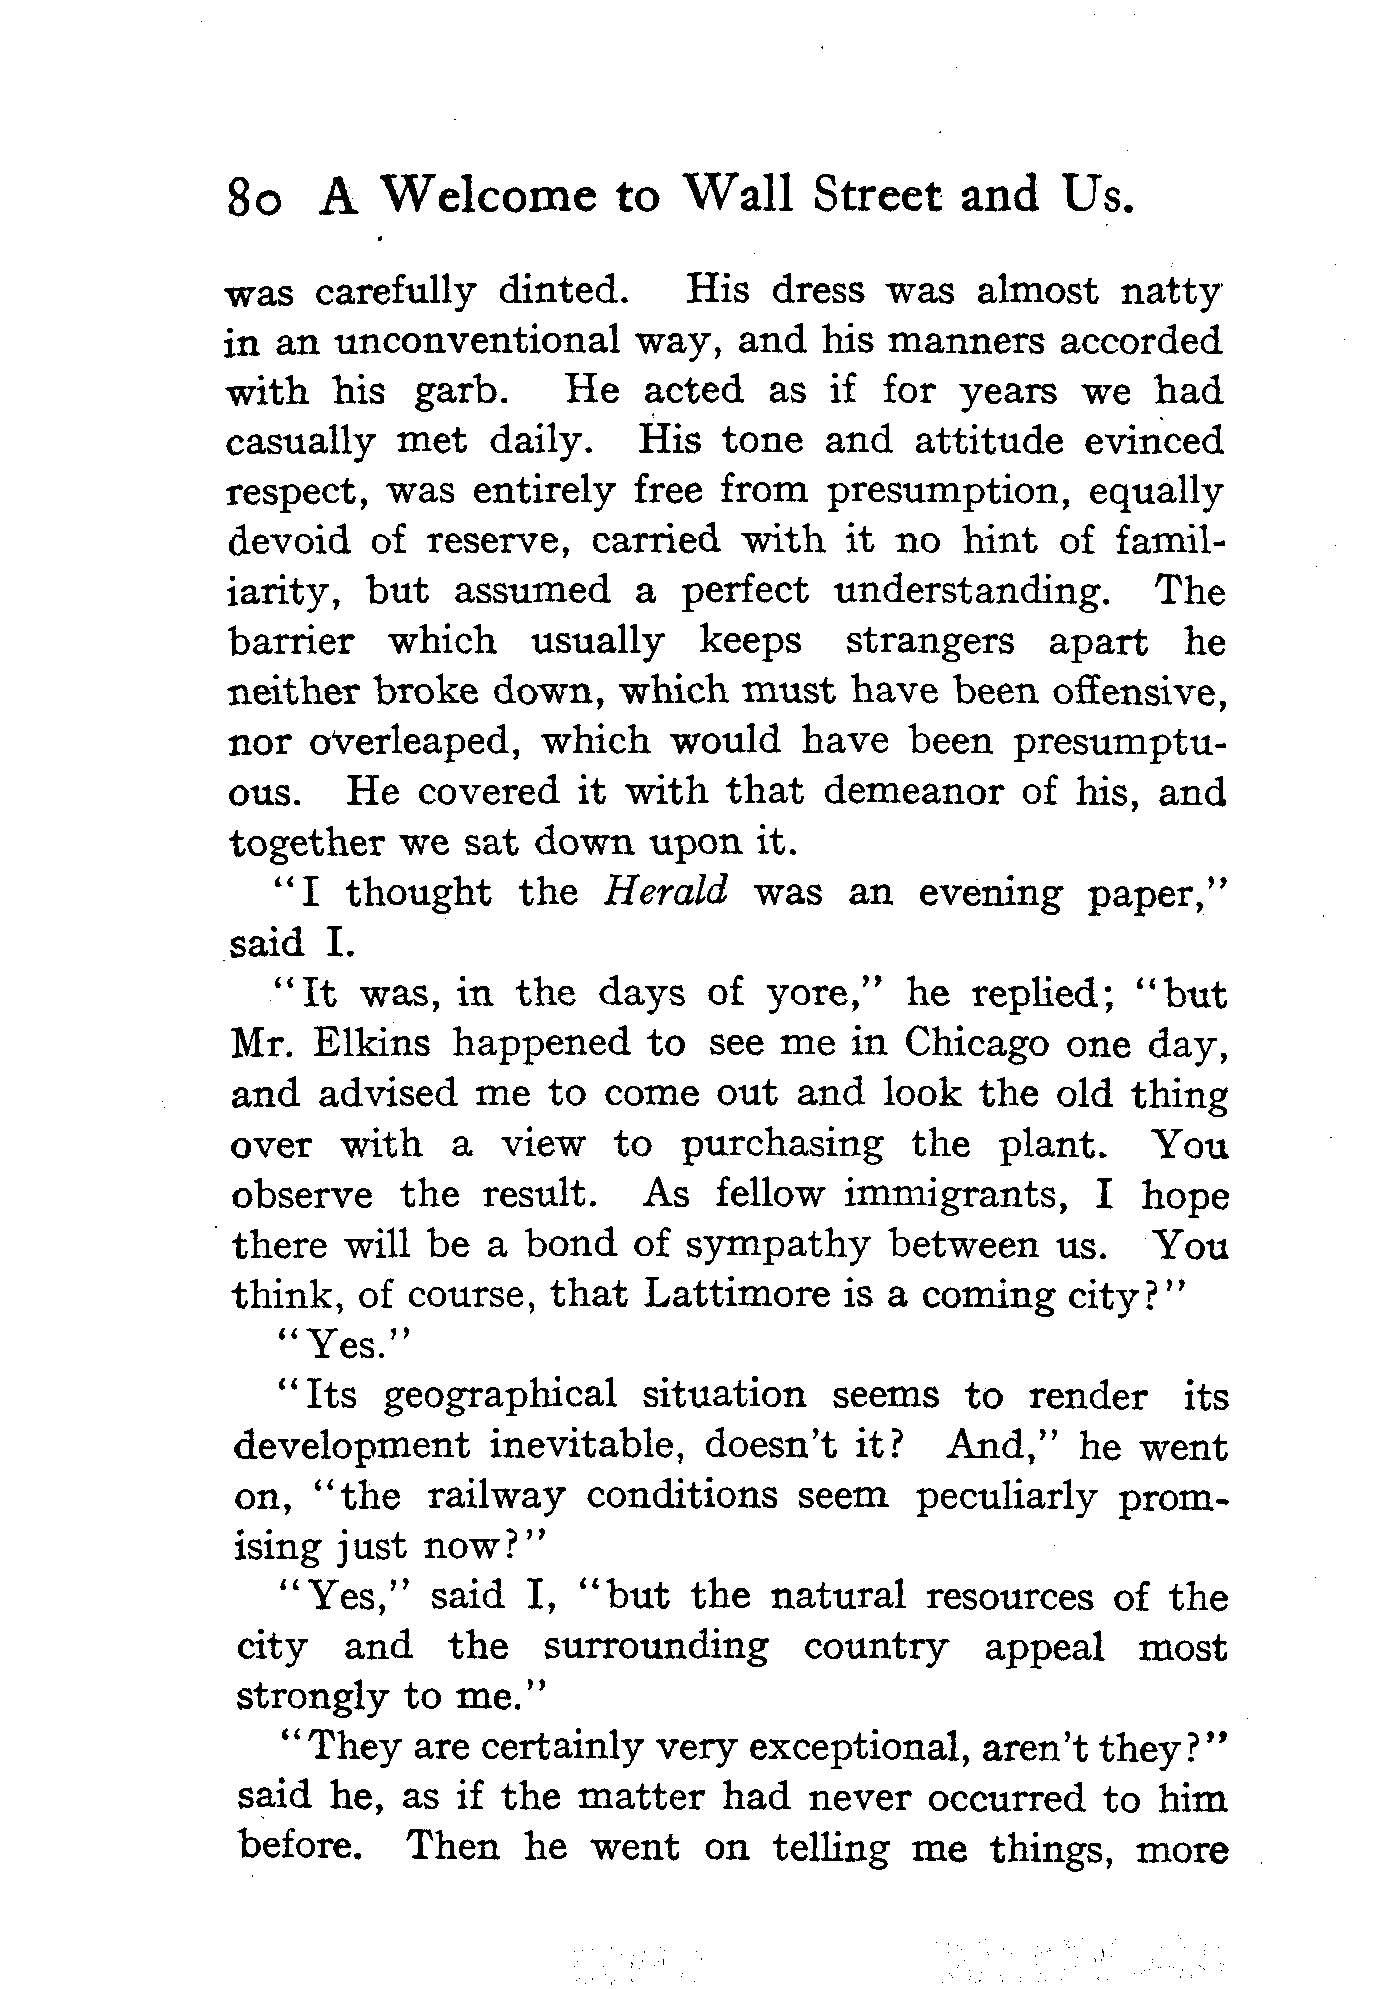 80 A Welcome to Wall Street and Us.
was carefully dinted. His dress was almost natty
in an unconventional way, and his manners accorded
with his garb. He acted as if for years we had
casually met daily. His tone and attitude evinced
respect, was entirely free from presumption, equally
devoid of reserve, carried with it no hint of famil-
iarity, but assumed a perfect understanding. The
barrier which usually keeps strangers apart he
neither broke down, which must have been offensive,
nor overleaped, which would have been presumptu-
ous. He covered it with that demeanor of his, and
together we sat down upon it.
"I thought the Herald was an evening paper,"
said I.
"It was, in the days of yore," he replied; "but
Mr. Elkins happened to see me in Chicago one day,
and advised me to come out and look the old thing
over with a view to purchasing the plant. You
observe the result. As fellow immigrants, I hope
there will be a bond of sympathy between us. You
think, of course, that Lattimore is a coming city?"
"Yes."
"Its geographical situation seems to render its
development inevitable, doesn't it? And," he went
on, "the railway conditions seem peculiarly prom-
ising just now?"
"Yes," said I, "but the natural resources of the
city and the surrounding country appeal most
strongly to me."
"They are certainly very exceptional, aren't they?"
said he, as if the matter had never occurred to him
before. Then he went on telling me things, more